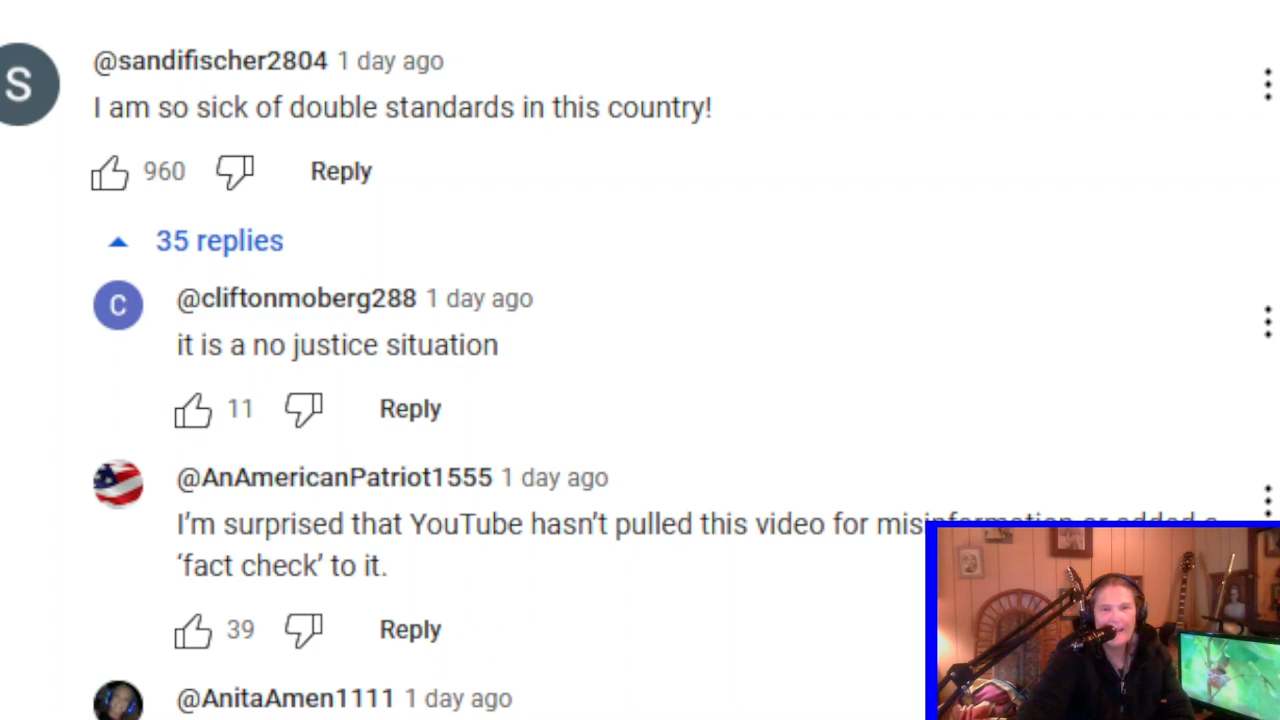 S
@sandifischer2804 1 day ago
I am so sick of double standards in this country!
960
Reply
35 replies
C
@cliftonmoberg288 1 day ago
it is a no justice situation
11
Reply
@AnAmericanPatriot1555 1 day ago
I’m surprised that YouTube hasn’t pulled this video for misinformation or added a
‘fact check’ to it.
39
Reply
@AnitaAmen1111 1 day ago